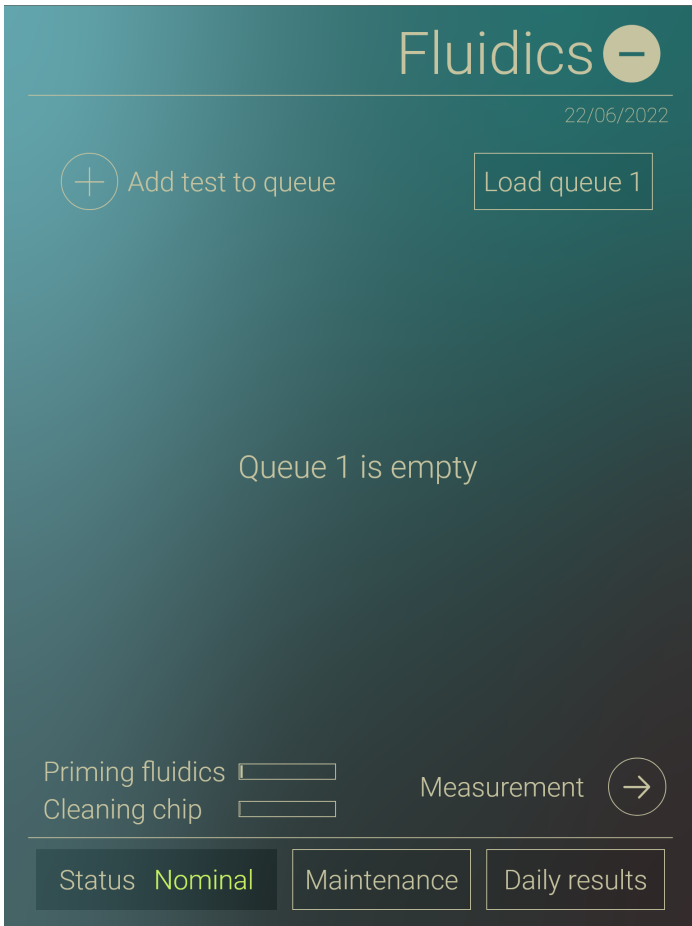 Fluidics
22/06/2022
Add test to queue
Load queue 1
Queue 1 is empty
Priming fluidics
Cleaning chip
Measurement
Status Nominal
Maintenance
Daily results